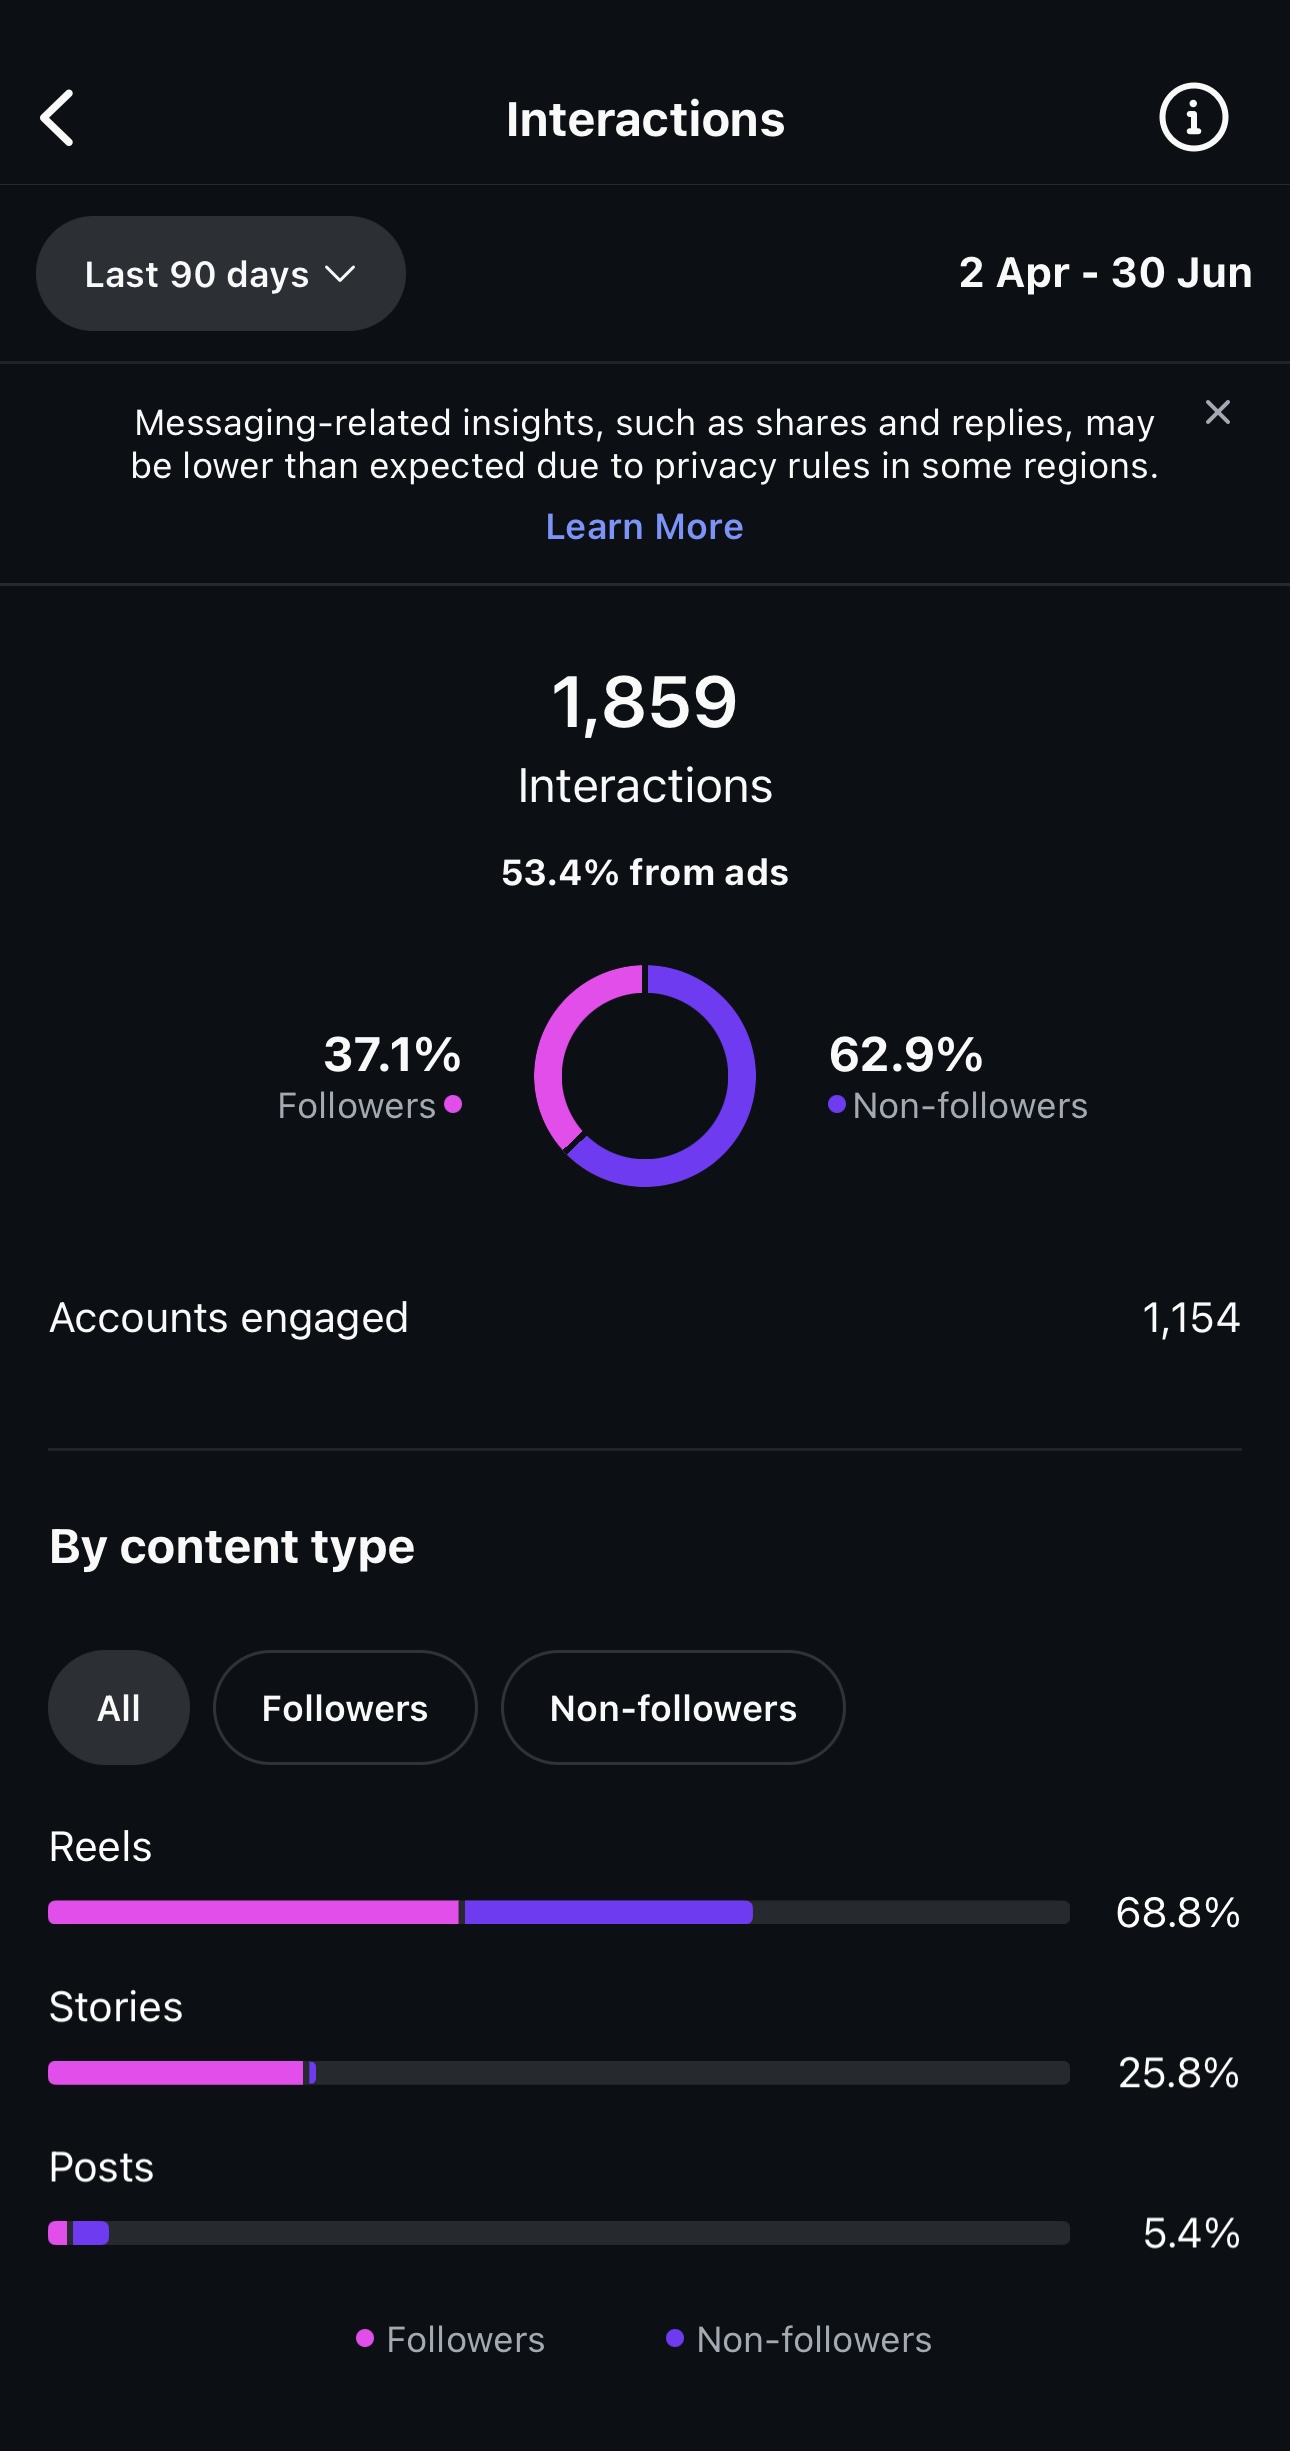 Interactions
Last 90 days
2 Apr - 30 Jun
Messaging-related insights, such as shares and replies, may
be lower than expected due to privacy rules in some regions.
Learn More
1,859
Interactions
53.4% from ads
37.1%
Followers
62.9%
Non-followers
Accounts engaged
1,154
By content type
All
Followers
Non-followers
Reels
68.8%
Stories
25.8%
Posts
5.4%
Followers
Non-followers